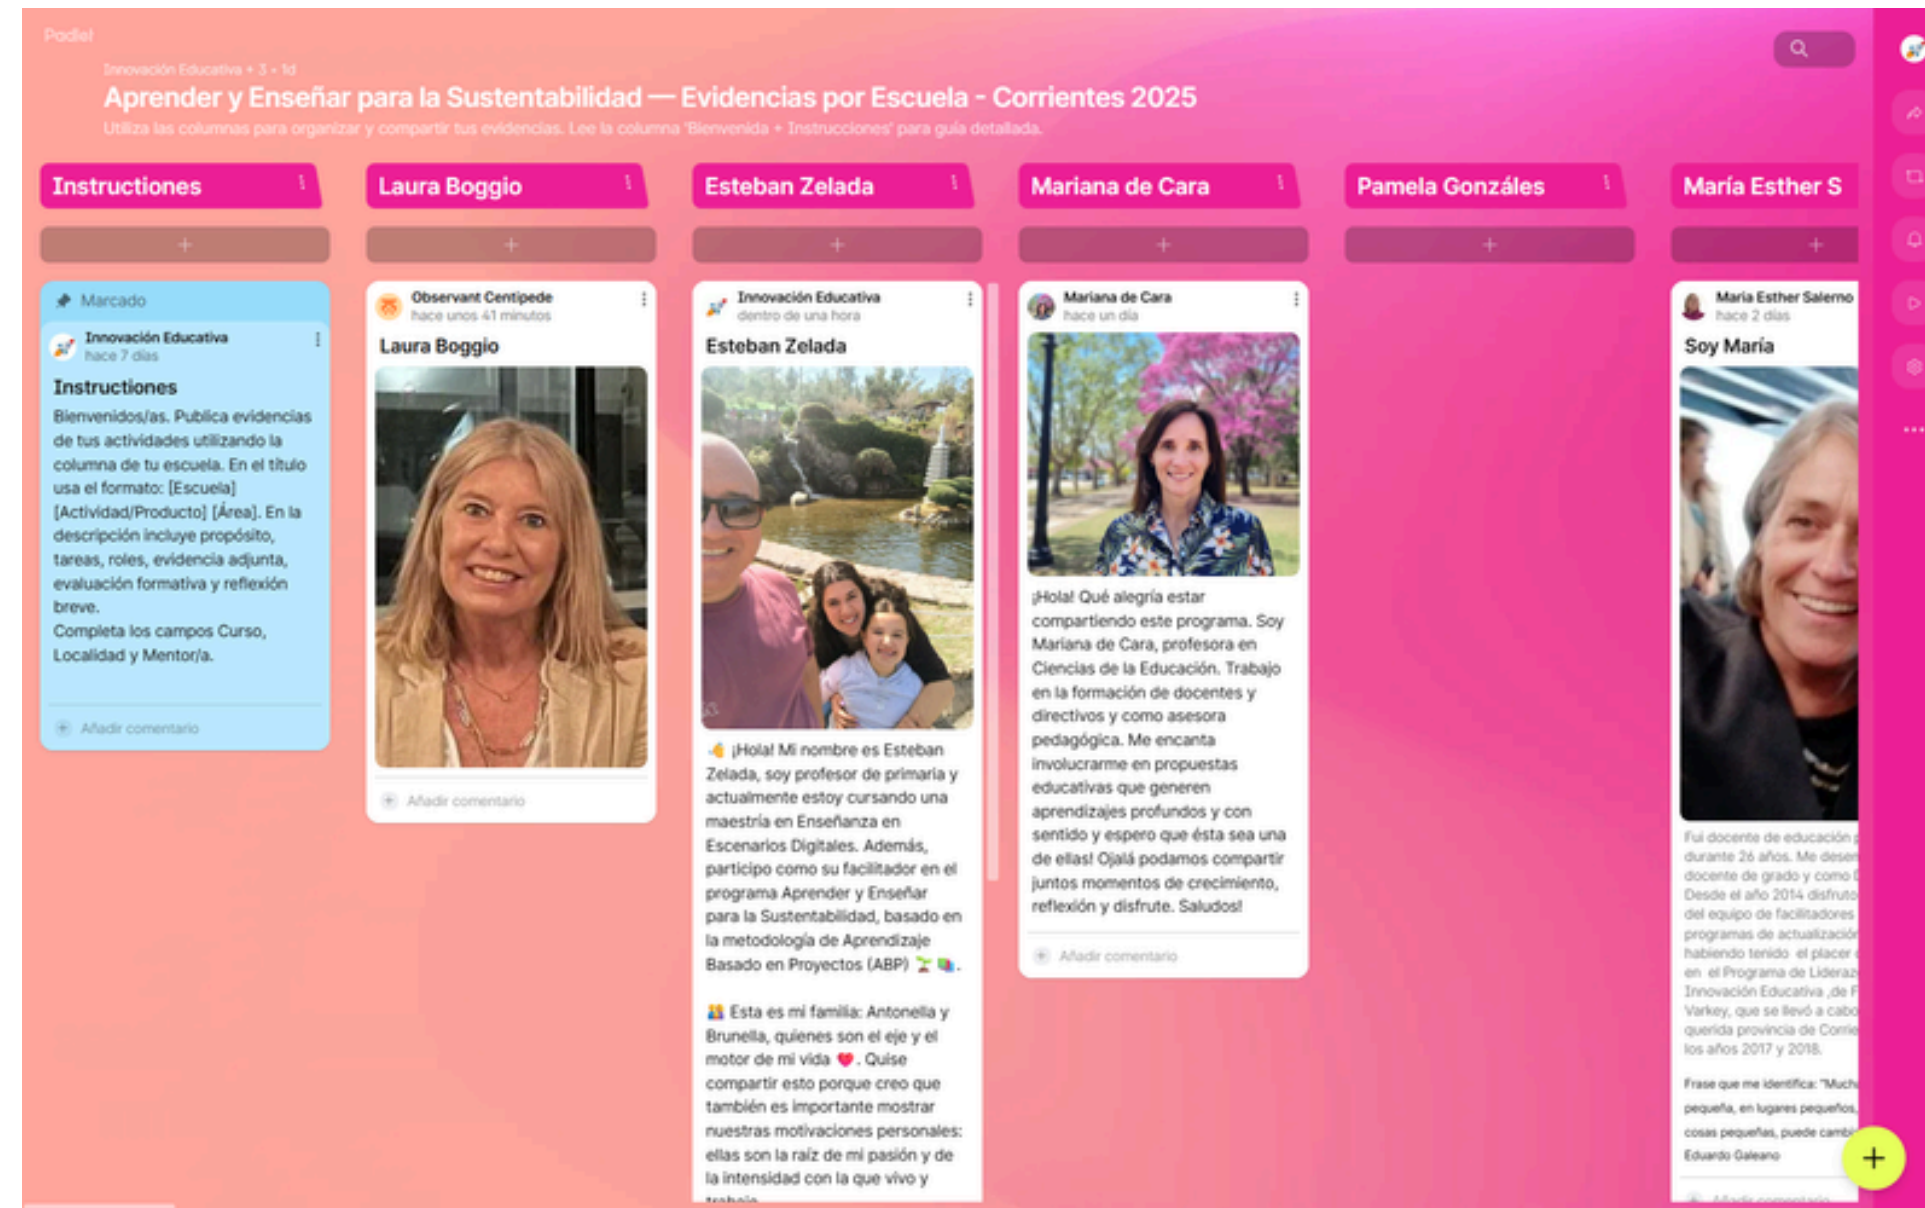 Padlet
Innovación Educativa + 3 • 1d
Aprender y Enseñar para la Sustentabilidad — Evidencias por Escuela - Corrientes 2025
Utiliza las columnas para organizar y compartir tus evidencias. Lee la columna 'Bienvenida + Instrucciones' para guía detallada.
Instructiones
Marcado
Innovación Educativa
hace 7 días
Instructiones
Bienvenidos/as. Publica evidencias
de tus actividades utilizando la
columna de tu escuela. En el título
usa el formato: [Escuela]
[Actividad/Producto] [Área]. En la
descripción incluye propósito,
tareas, roles, evidencia adjunta,
evaluación formativa y reflexión
breve.
Completa los campos Curso,
Localidad y Mentor/a.
Añadir comentario
Laura Boggio
Observant Centipede
hace unos 41 minutos
Laura Boggio
Añadir comentario
Esteban Zelada
Innovación Educativa
dentro de una hora
Esteban Zelada
¡Hola! Mi nombre es Esteban
Zelada, soy profesor de primaria y
actualmente estoy cursando una
maestría en Enseñanza en
Escenarios Digitales. Además,
participo como su facilitador en el
programa Aprender y Enseñar
para la Sustentabilidad, basado en
la metodología de Aprendizaje
Basado en Proyectos (ABP) 🌱 📚.
👨‍👩‍👧 Esta es mi familia: Antonella y
Brunella, quienes son el eje y el
motor de mi vida ❤️. Quise
compartir esto porque creo que
también es importante mostrar
nuestras motivaciones personales:
ellas son la raíz de mi pasión y de
la intensidad con la que vivo y
trabajo
Mariana de Cara
Mariana de Cara
hace un día
¡Hola! Qué alegría estar
compartiendo este programa. Soy
Mariana de Cara, profesora en
Ciencias de la Educación. Trabajo
en la formación de docentes y
directivos y como asesora
pedagógica. Me encanta
involucrarme en propuestas
educativas que generen
aprendizajes profundos y con
sentido y espero que ésta sea una
de ellas! Ojalá podamos compartir
juntos momentos de crecimiento,
reflexión y disfrute. Saludos!
Añadir comentario
Pamela Gonzáles
María Esther S
Maria Esther Salerno
hace 2 días
Soy María
Fui docente de educación p
durante 26 años. Me desem
docente de grado y como D
Desde el año 2014 disfruto
del equipo de facilitadores
programas de actualización
habiendo tenido el placer
en el Programa de Lideraz
Innovación Educativa ,de F
Varkey, que se llevó a cabo
querida provincia de Corrie
los años 2017 y 2018.
Frase que me identifica: "Much
pequeña, en lugares pequeños,
cosas pequeñas, puede cambi
Eduardo Galeano
Añadir comentario